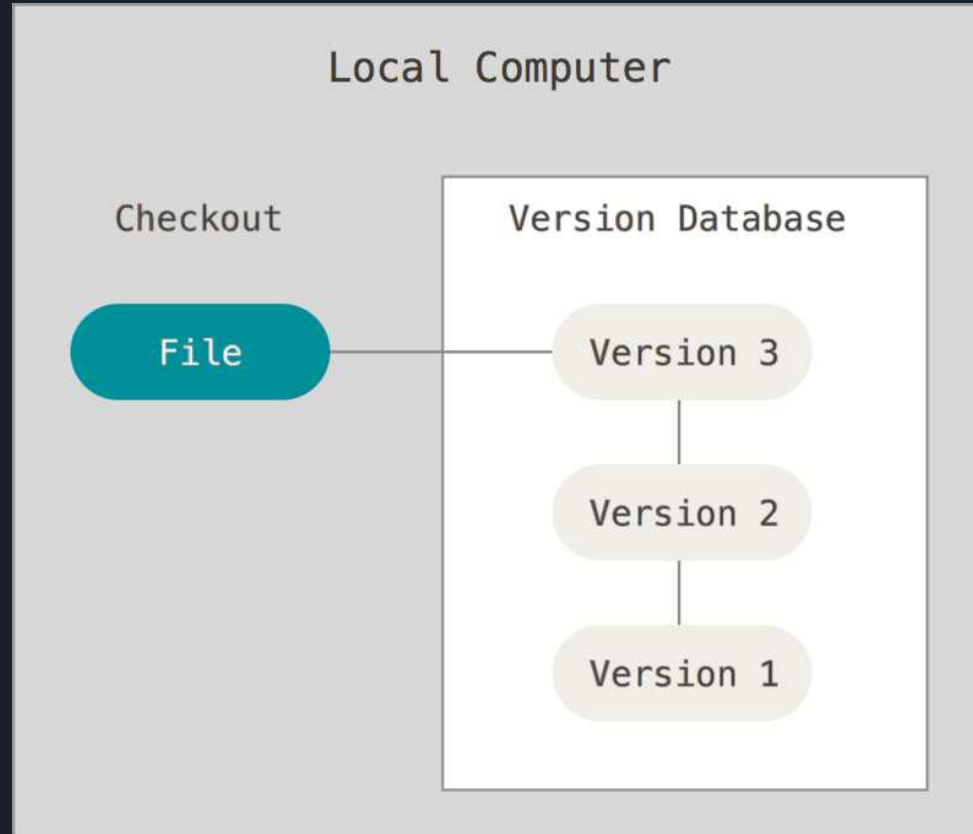 Local Computer
Checkout
Version Database
File
Version 3
Version 2
Version 1